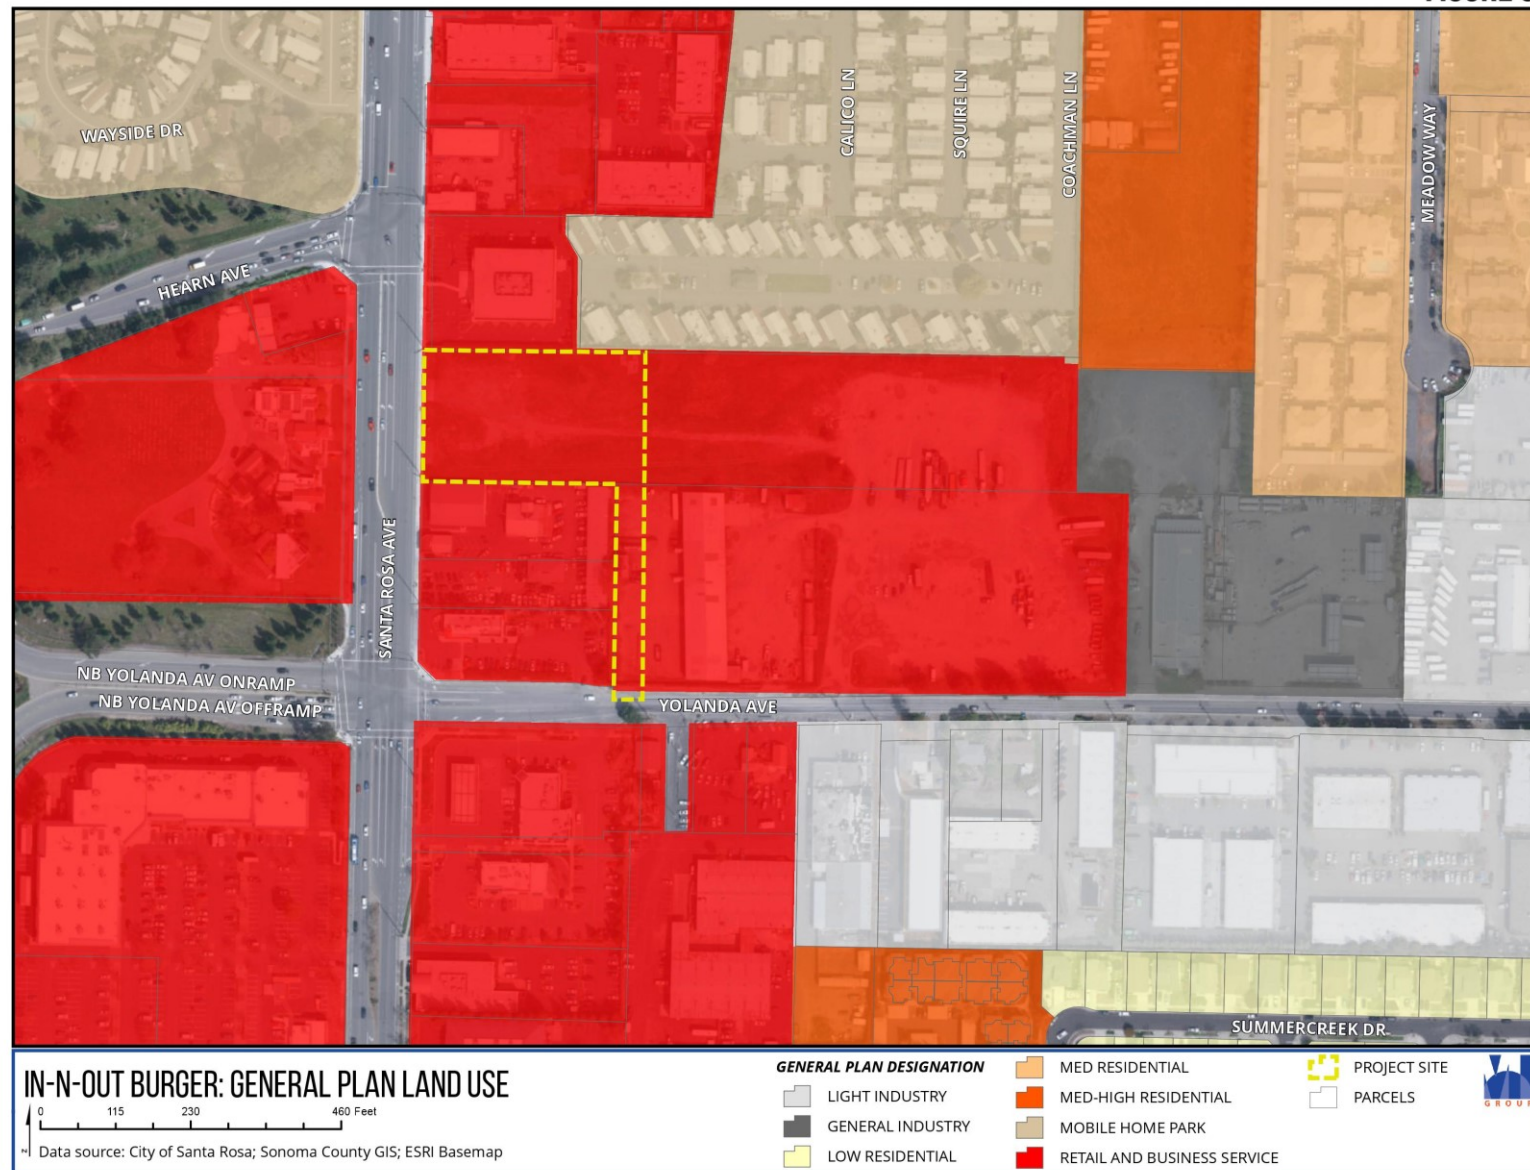 WAYSIDE DR
CALICO LN
SQUIRE LN
COACHMAN LN
MEADOW WAY
HEARN AVE
SANTA ROSA AVE
NB YOLANDA AV ONRAMP
NB YOLANDA AV OFFRAMP
YOLANDA AVE
SUMMERCREEK DR
IN-N-OUT BURGER: GENERAL PLAN LAND USE
0 115 230 460 Feet
N
Data source: City of Santa Rosa; Sonoma County GIS; ESRI Basemap
GENERAL PLAN DESIGNATION
LIGHT INDUSTRY
GENERAL INDUSTRY
LOW RESIDENTIAL
MED RESIDENTIAL
MED-HIGH RESIDENTIAL
MOBILE HOME PARK
RETAIL AND BUSINESS SERVICE
PROJECT SITE
PARCELS